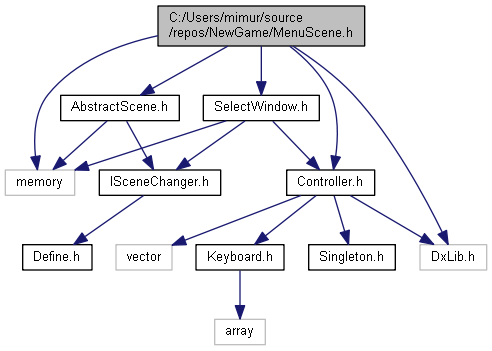 C:/Users/mimur/source
/repos/NewGame/MenuScene.h
AbstractScene.h
SelectWindow.h
memory
ISceneChanger.h
Controller.h
Define.h
vector
Keyboard.h
Singleton.h
DxLib.h
array